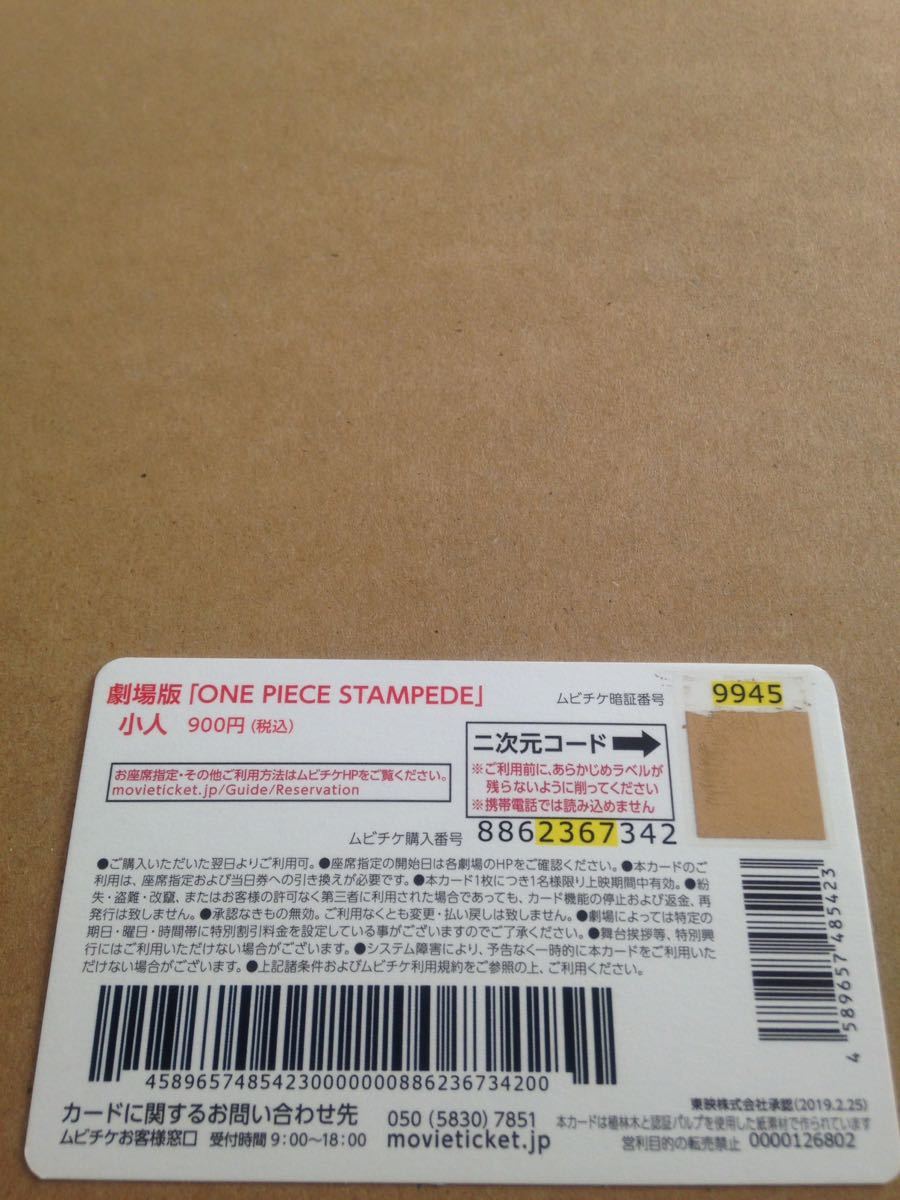 劇場版「ONE PIECE STAMPEDE」
小人 900円(税込)
ムビチケ暗証番号 9945
お座席指定・その他ご利用方法はムビチケHPをご覧ください。
movieticket.jp/Guide/Reservation
二次元コード
※ご利用前に、あらかじめラベルが
残らないように削ってください
※携帯電話では読み込めません
ムビチケ購入番号 8862367342
●ご購入いただいた翌日よりご利用可。●座席指定の開始日は各劇場のHPをご確認ください。●本カードのご
利用は、座席指定および当日券への引き換えが必要です。●本カード1枚につき1名様限り上映期間中有効。●紛
失・盗難・改竄、またはお客様の許可なく第三者に利用された場合であっても、カード機能の停止および返金、再
発行は致しません。●承認なきもの無効。ご利用なくとも変更・払い戻しは致しません。●劇場によっては特定の
期日・曜日・時間帯に特別割引料金を設定している事がございますのでご了承ください。●舞台挨拶等、特別興
行にはご利用いただけない場合がございます。●システム障害により、予告なく一時的に本カードをご利用いた
だけない場合がございます。●上記諸条件およびムビチケ利用規約をご参照の上、ご利用ください。
4589657485423000000088623673 4200
4 589657 485423
カードに関するお問い合わせ先
ムビチケお客様窓口 受付時間 9:00~18:00
050 (5830) 7851
movieticket.jp
東映株式会社承認(2019.2.25)
本カードは植林木と認証パルプを使用した紙素材で作られています
営利目的の転売禁止 0000126802